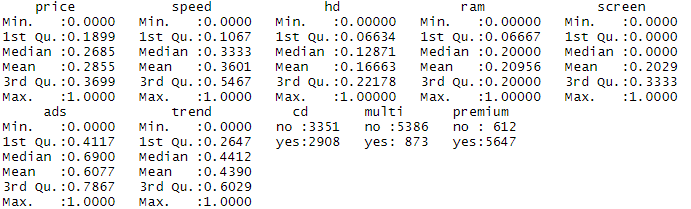 price speed hd ram screen
Min. :0.0000 Min. :0.0000 Min. :0.00000 Min. :0.00000 Min. :0.0000
1st Qu.:0.1899 1st Qu.:0.1067 1st Qu.:0.06634 1st Qu.:0.06667 1st Qu.:0.0000
Median :0.2685 Median :0.3333 Median :0.12871 Median :0.20000 Median :0.0000
Mean :0.2855 Mean :0.3601 Mean :0.16663 Mean :0.20956 Mean :0.2029
3rd Qu.:0.3699 3rd Qu.:0.5467 3rd Qu.:0.22178 3rd Qu.:0.20000 3rd Qu.:0.3333
Max. :1.0000 Max. :1.0000 Max. :1.00000 Max. :1.00000 Max. :1.0000
ads trend cd multi premium
Min. :0.0000 Min. :0.0000 no :3351 no :5386 no : 612
1st Qu.:0.4117 1st Qu.:0.2647 yes:2908 yes: 873 yes:5647
Median :0.6900 Median :0.4412
Mean :0.6077 Mean :0.4390
3rd Qu.:0.7867 3rd Qu.:0.6029
Max. :1.0000 Max. :1.0000